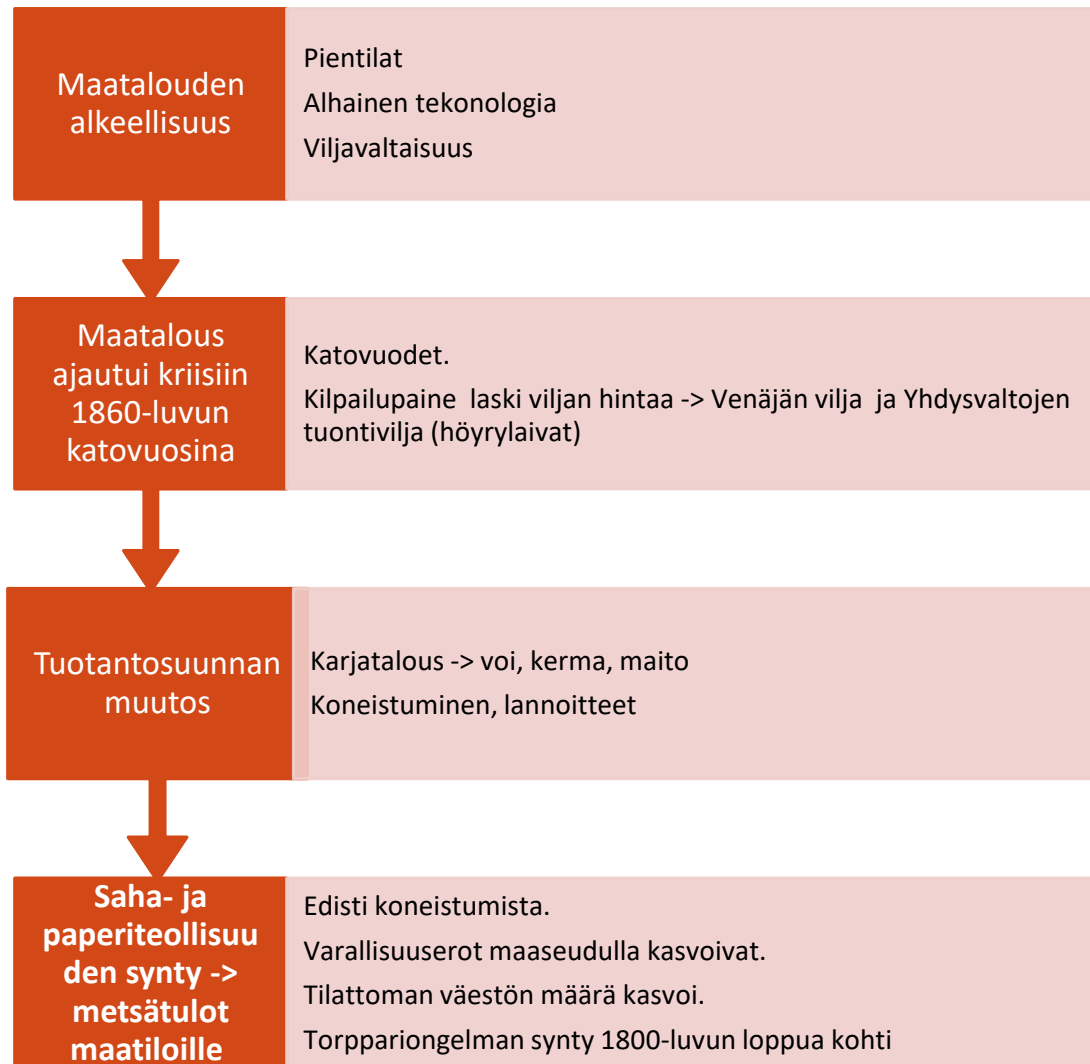 Maatalouden
alkeellisuus
Pientilat
Alhainen tekonologia
Viljavaltaisuus
Maatalous
ajautui kriisiin
1860-luvun
katovuosina
Katovuodet.
Kilpailupaine laski viljan hintaa -> Venäjän vilja ja Yhdysvaltojen
tuontivilja (höyrylaivat)
Tuotantosuunnan
muutos
Karjatalous -> voi, kerma, maito
Koneistuminen, lannoitteet
Saha- ja
paperiteollisuu
den synty ->
metsätulot
maatiloille
Edisti koneistumista.
Varallisuuserot maaseudulla kasvoivat.
Tilattoman väestön määrä kasvoi.
Torppariongelman synty 1800-luvun loppua kohti